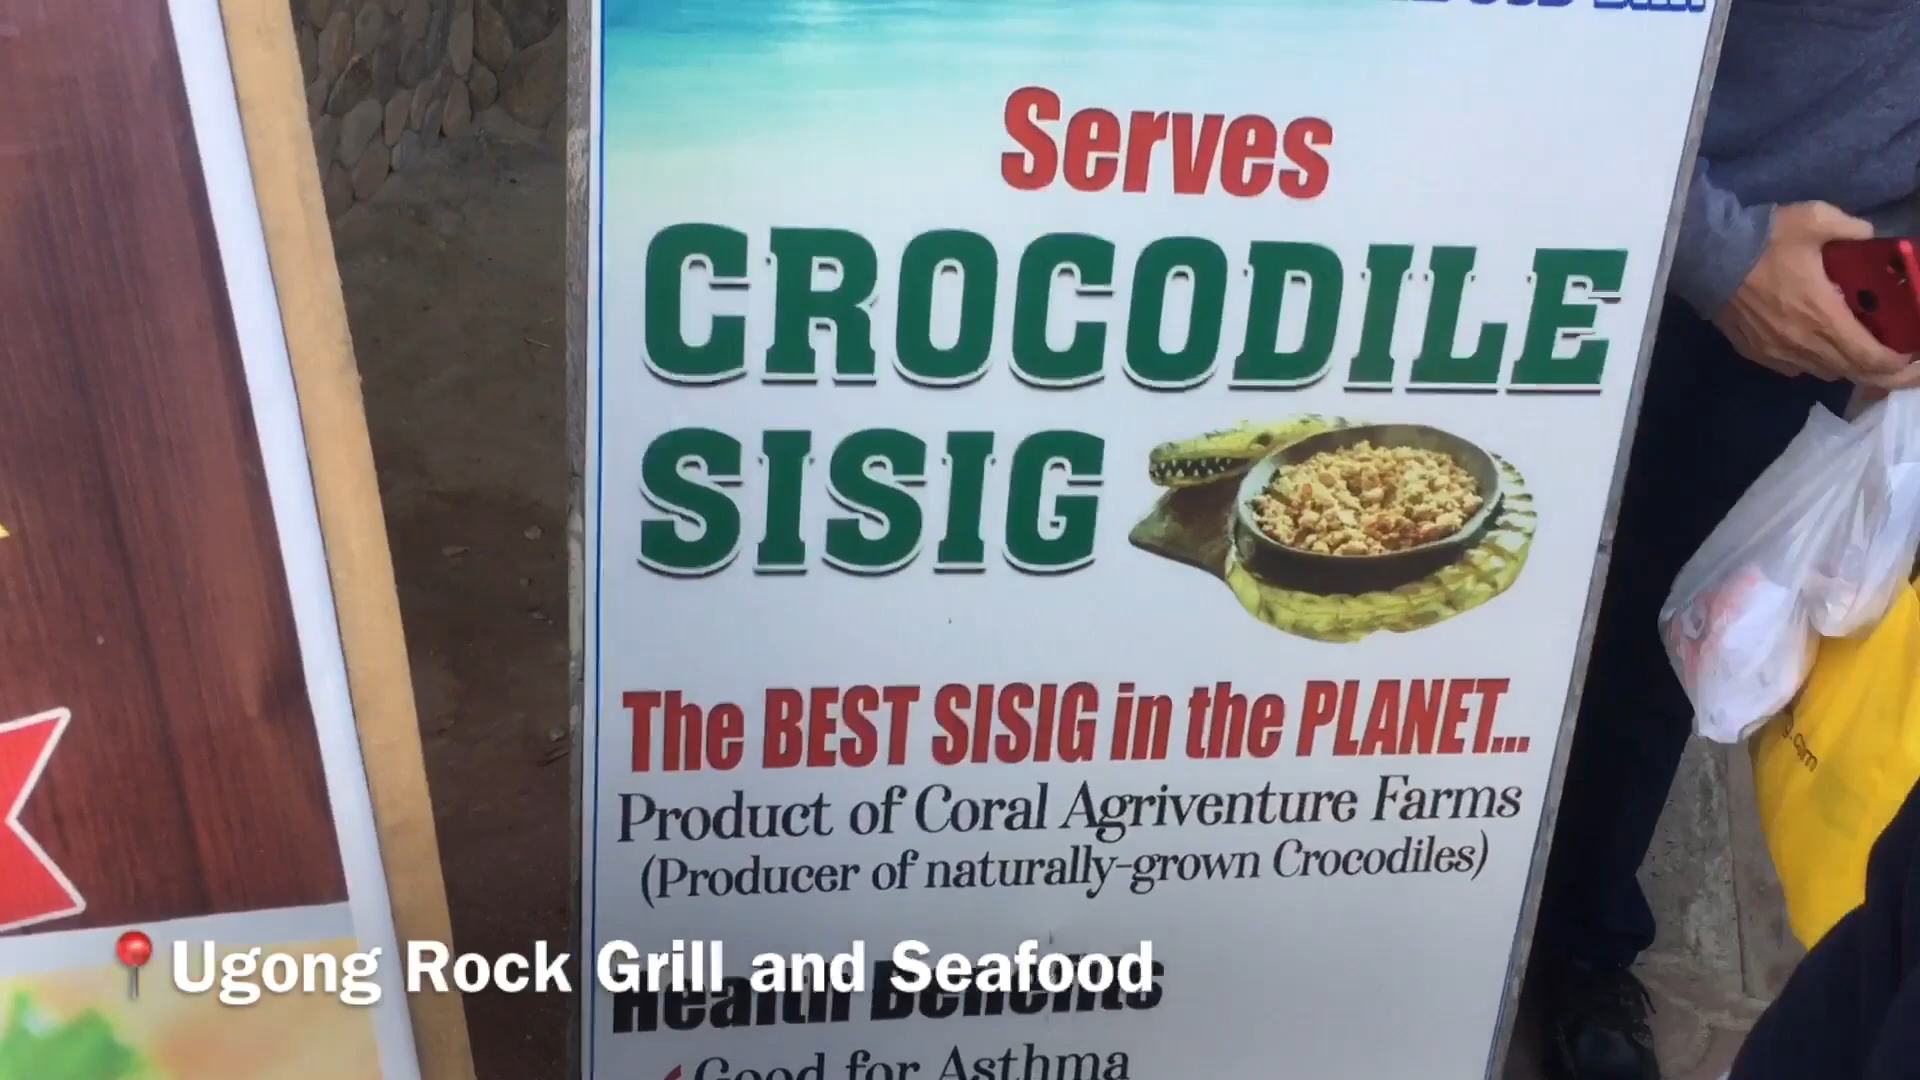 Serves
CROCODILE
SISIG
The BEST SISIG in the PLANET...
Product of Coral Agriventure Farms
(Producer of naturally-grown Crocodiles)
Ugong Rock Grill and Seafood
Health Benefits
Good for Asthma